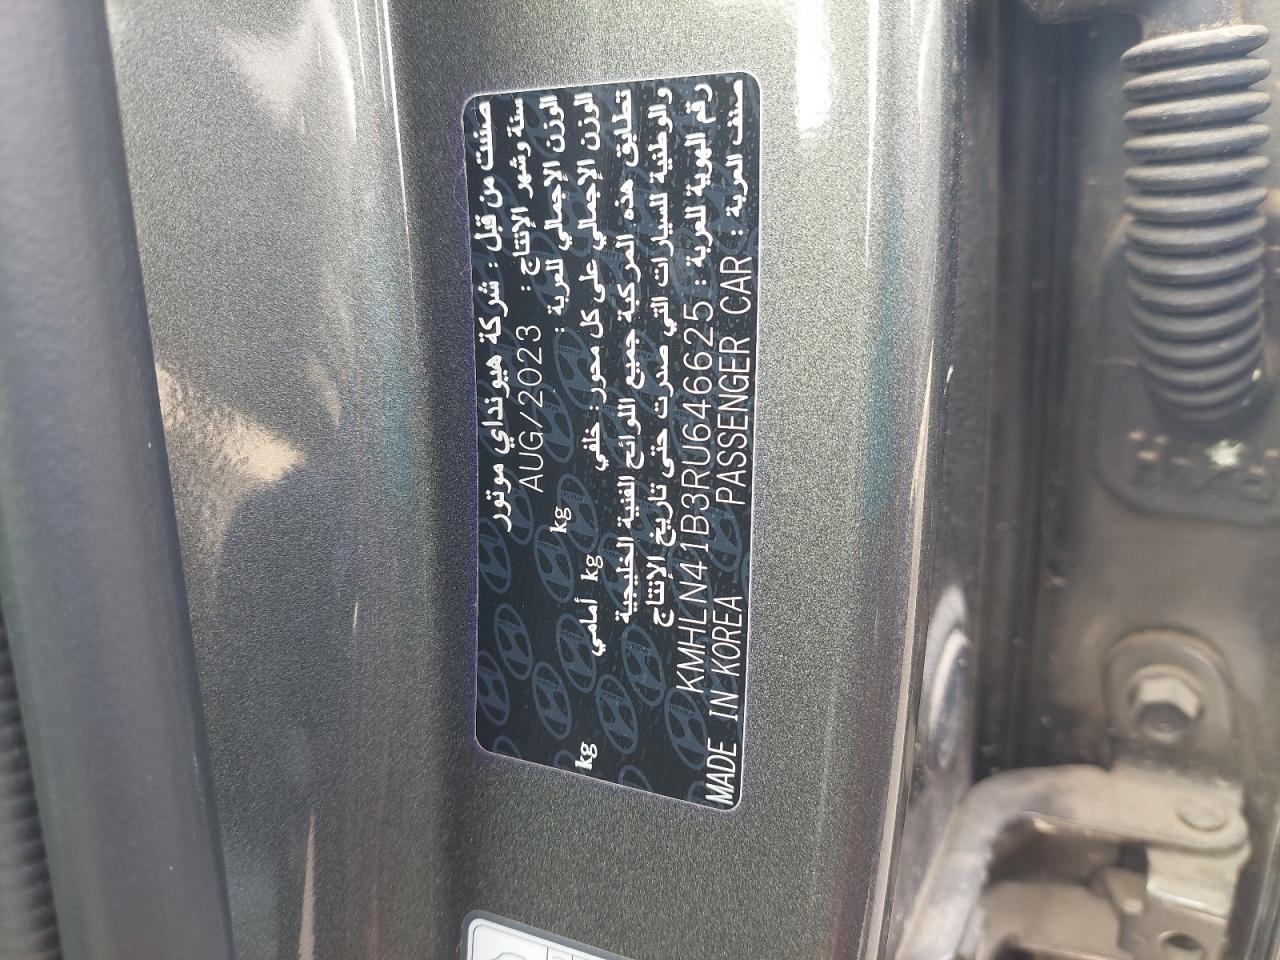 صنعت من قبل : شركة هيونداي موتور
سنة وشهر الإنتاج : AUG/2023
الوزن الإجمالي للعربة : kg
الوزن الإجمالي على كل محور : خلفي kg أمامي kg
تطابق هذه المركبة جميع اللوائح الفنية الخليجية
والوطنية للسيارات التي صدرت حتى تاريخ الإنتاج
رقم الهوية للعربة : KMHLN41B3RU646625
صنف العربة : PASSENGER CAR MADE IN KOREA